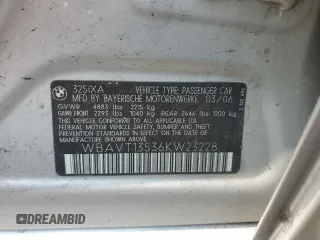 325iXA VEHICLE TYPE: PASSENGER CAR
MFD BY BAYERISCHE MOTORENWERKE 03/06
GVWR 4883 lbs 2215 kg
GAWR FRONT 2293 lbs 1040 kg GAWR REAR 2646 lbs 1200 kg
THIS VEHICLE CONFORMS TO ALL APPLICABLE FEDERAL MOTOR VEHICLE
SAFETY, BUMPER, AND THEFT PREVENTION STANDARDS
IN EFFECT ON THE DATE OF MANUFACTURE SHOWN ABOVE
WBAVT13536KW23228
DREAMBID